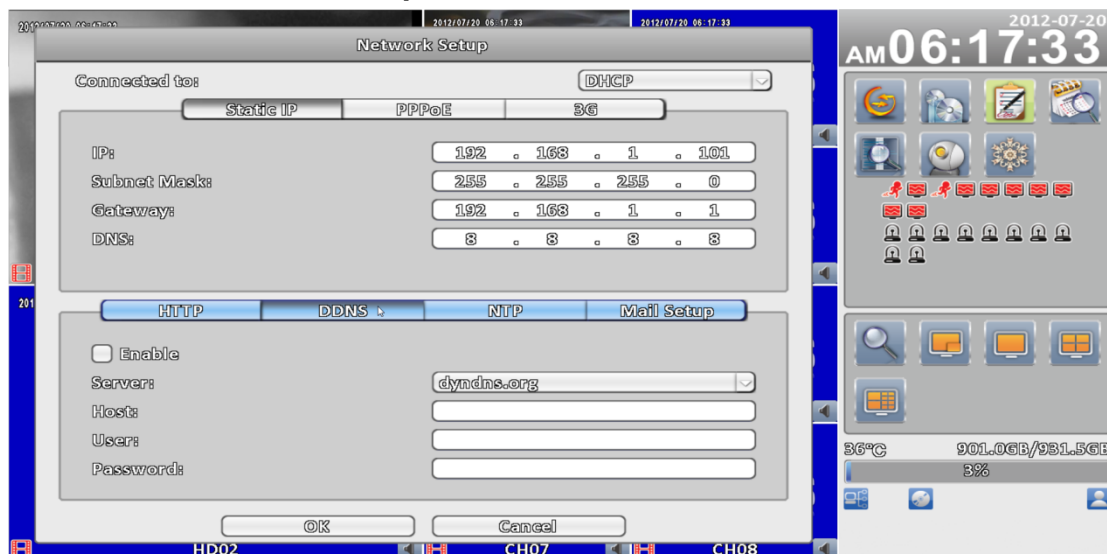 2012/07/20 06:17:33
2012/07/20 06:17:33
2012-07-20
Network Setup
AM 06:17:33
Connected to: DHCP
Static IP PPPoE 3G
IP: 192 . 168 . 1 . 101
Subnet Mask: 255 . 255 . 255 . 0
Gateway: 192 . 168 . 1 . 1
DNS: 8 . 8 . 8 . 8
201
HTTP DDNS NTP Mail Setup
Enable
Server: dyndns.org
Host:
User:
Password:
36°C 901.0GB/931.5GB
3%
OK Cancel
HD02 CH07 CH08